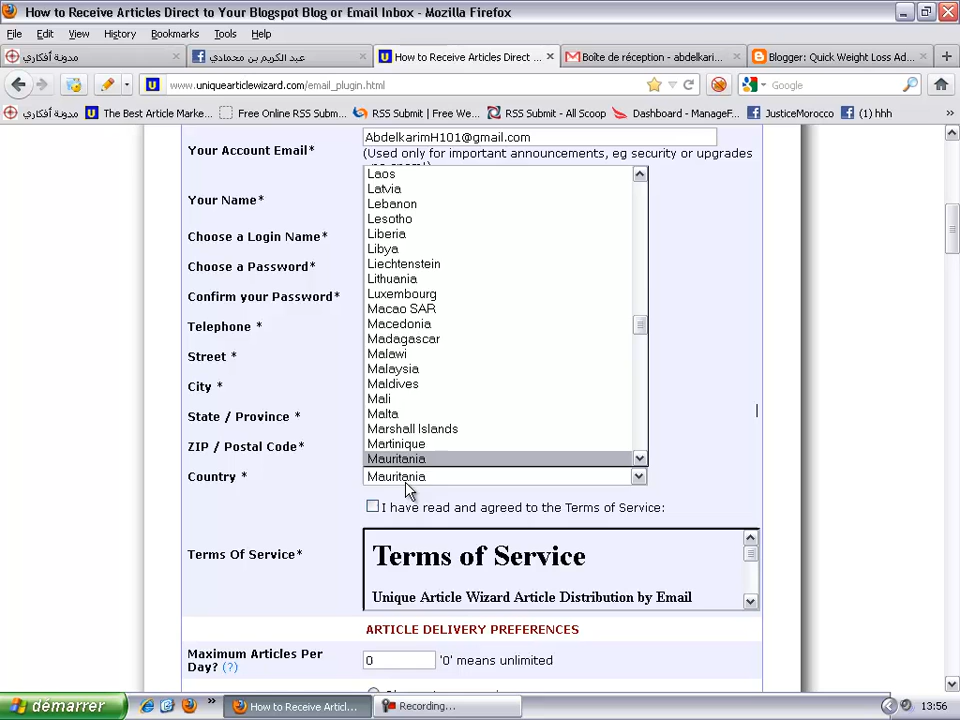 How to Receive Articles Direct to Your Blogspot Blog or Email Inbox - Mozilla Firefox
File Edit View History Bookmarks Tools Help
مدونة أفكاري
عبد الكريم بن محمادي
How to Receive Articles Direct ...
Boîte de réception - abdelkari...
Blogger: Quick Weight Loss Ad...
www.uniquearticlewizard.com/email_plugin.html
Google
مدونة أفكاري
The Best Article Marke...
Free Online RSS Subm...
RSS Submit | Free We...
RSS Submit - All Scoop
Dashboard - ManageF...
JusticeMorocco
(1) hhh
Your Account Email*
AbdelkarimH101@gmail.com
(Used only for important announcements, eg security or upgrades
Your Name*
Choose a Login Name*
Choose a Password*
Confirm your Password*
Telephone *
Street *
City *
State / Province *
ZIP / Postal Code*
Country *
Laos
Latvia
Lebanon
Lesotho
Liberia
Libya
Liechtenstein
Lithuania
Luxembourg
Macao SAR
Macedonia
Madagascar
Malawi
Malaysia
Maldives
Mali
Malta
Marshall Islands
Martinique
Mauritania
Mauritania
I have read and agreed to the Terms of Service:
Terms Of Service*
Terms of Service
Unique Article Wizard Article Distribution by Email
ARTICLE DELIVERY PREFERENCES
Maximum Articles Per
Day? (?)
0
'0' means unlimited
démarrer
How to Receive Articl...
Recording...
13:56